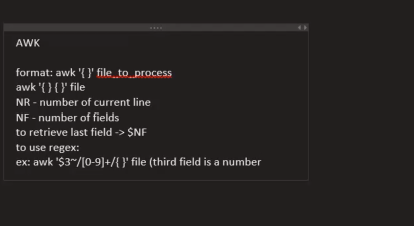 AWK
format: awk '{ }' file_to_process
awk '{ } { }' file
NR - number of current line
NF - number of fields
to retrieve last field -> $NF
to use regex:
ex: awk '$3~/[0-9]+/{ }' file (third field is a number